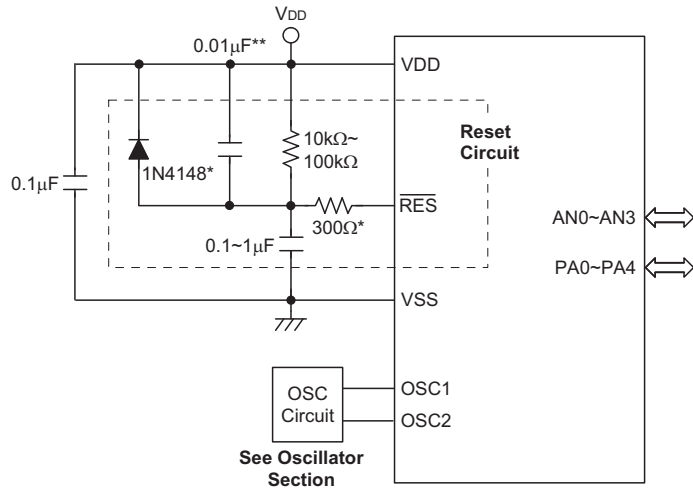 VDD
0.01μF**
VDD
Reset
Circuit
10kΩ~
100kΩ
1N4148*
0.1μF
RES
300Ω*
AN0~AN3
0.1~1μF
PA0~PA4
VSS
OSC
Circuit
OSC1
OSC2
See Oscillator
Section